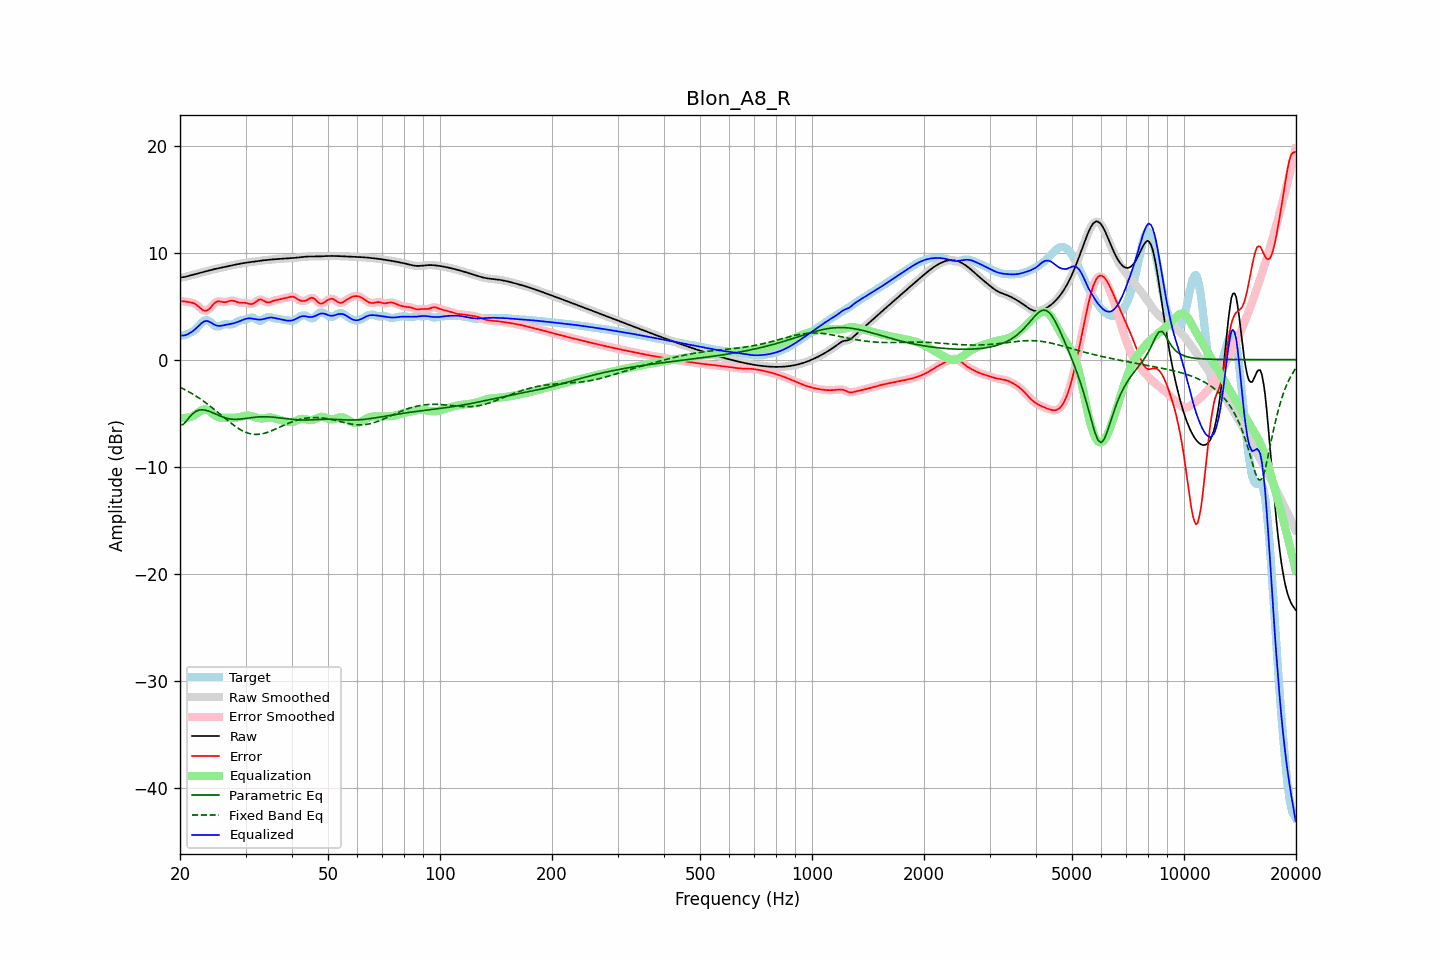 Blon_A8_R
20
10
0
−10
−20
−30
−40
Amplitude (dBr)
Target
Raw Smoothed
Error Smoothed
Raw
Error
Equalization
Parametric Eq
Fixed Band Eq
Equalized
20 50 100 200 500 1000 2000 5000 10000 20000
Frequency (Hz)